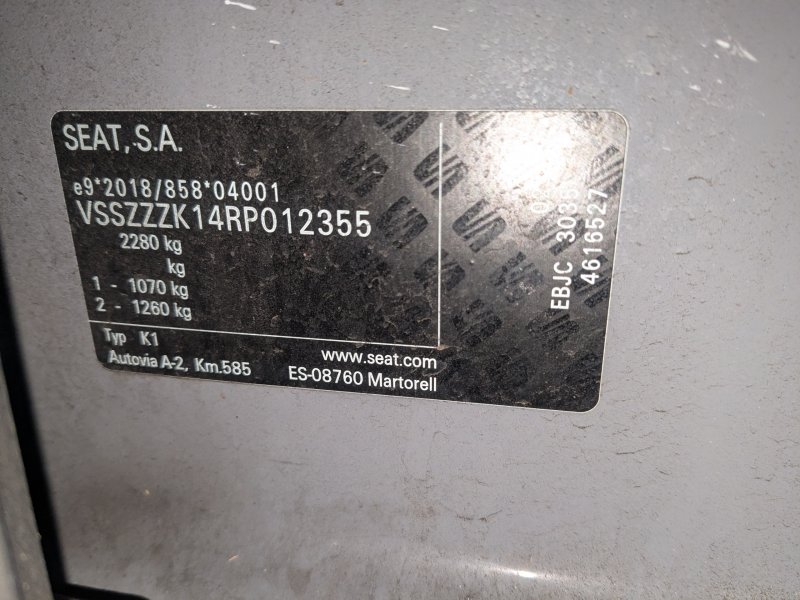 SEAT, S.A.
e9*2018/858*04001
VSSZZZK14RP012355
2280 kg
kg
1 - 1070 kg
2 - 1260 kg
Typ K1
Autovia A-2, Km.585
www.seat.com
ES-08760 Martorell
EBJC
4616527